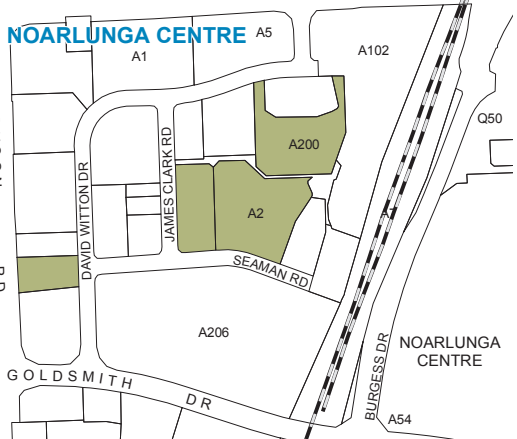 NOARLUNGA CENTRE
A5
A1
A102
Q50
A200
JAMES CLARK RD
DAVID WITTON DR
A2
SEAMAN RD
RD
A206
NOARLUNGA
CENTRE
BURGESS DR
GOLDSMITH DR
A54